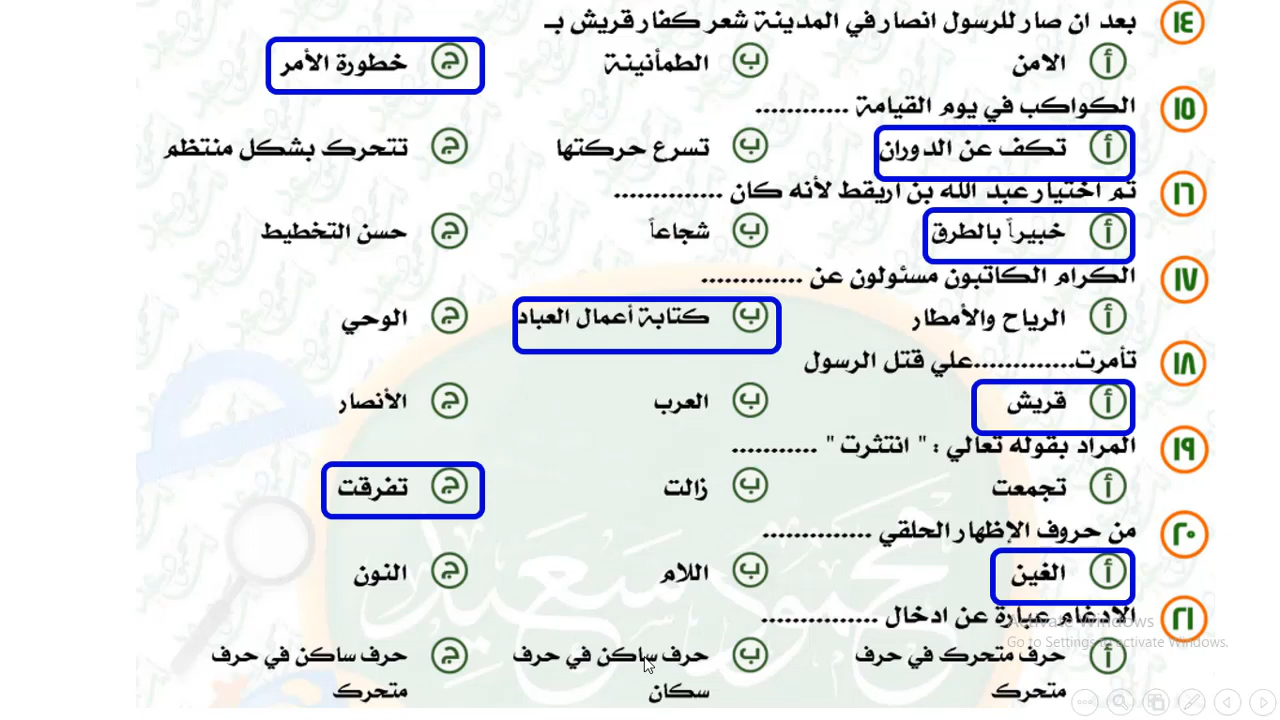 ١٤ بعد ان صار للرسول انصار في المدينة شعر كفار قريش بـ
أ الامن ب الطمأنينة ج خطورة الأمر
١٥ الكواكب في يوم القيامة ............
أ تكف عن الدوران ب تسرع حركتها ج تتحرك بشكل منتظم
١٦ تم اختيار عبد الله بن اريقط لأنه كان ..............
أ خبيراً بالطرق ب شجاعاً ج حسن التخطيط
١٧ الكرام الكاتبون مسئولون عن .............
أ الرياح والأمطار ب كتابة أعمال العباد ج الوحي
١٨ تأمرت.............علي قتل الرسول
أ قريش ب العرب ج الأنصار
١٩ المراد بقوله تعالي : " انتثرت " ............
أ تجمعت ب زالت ج تفرقت
٢٠ من حروف الإظهار الحلقي ..............
أ الغين ب اللام ج النون
٢١ الادغام عبارة عن ادخال ...............
أ حرف متحرك في حرف متحرك ب حرف ساكن في حرف سكان ج حرف ساكن في حرف متحرك
محمود سعيد
Activate Windows
Go to Settings to activate Windows.